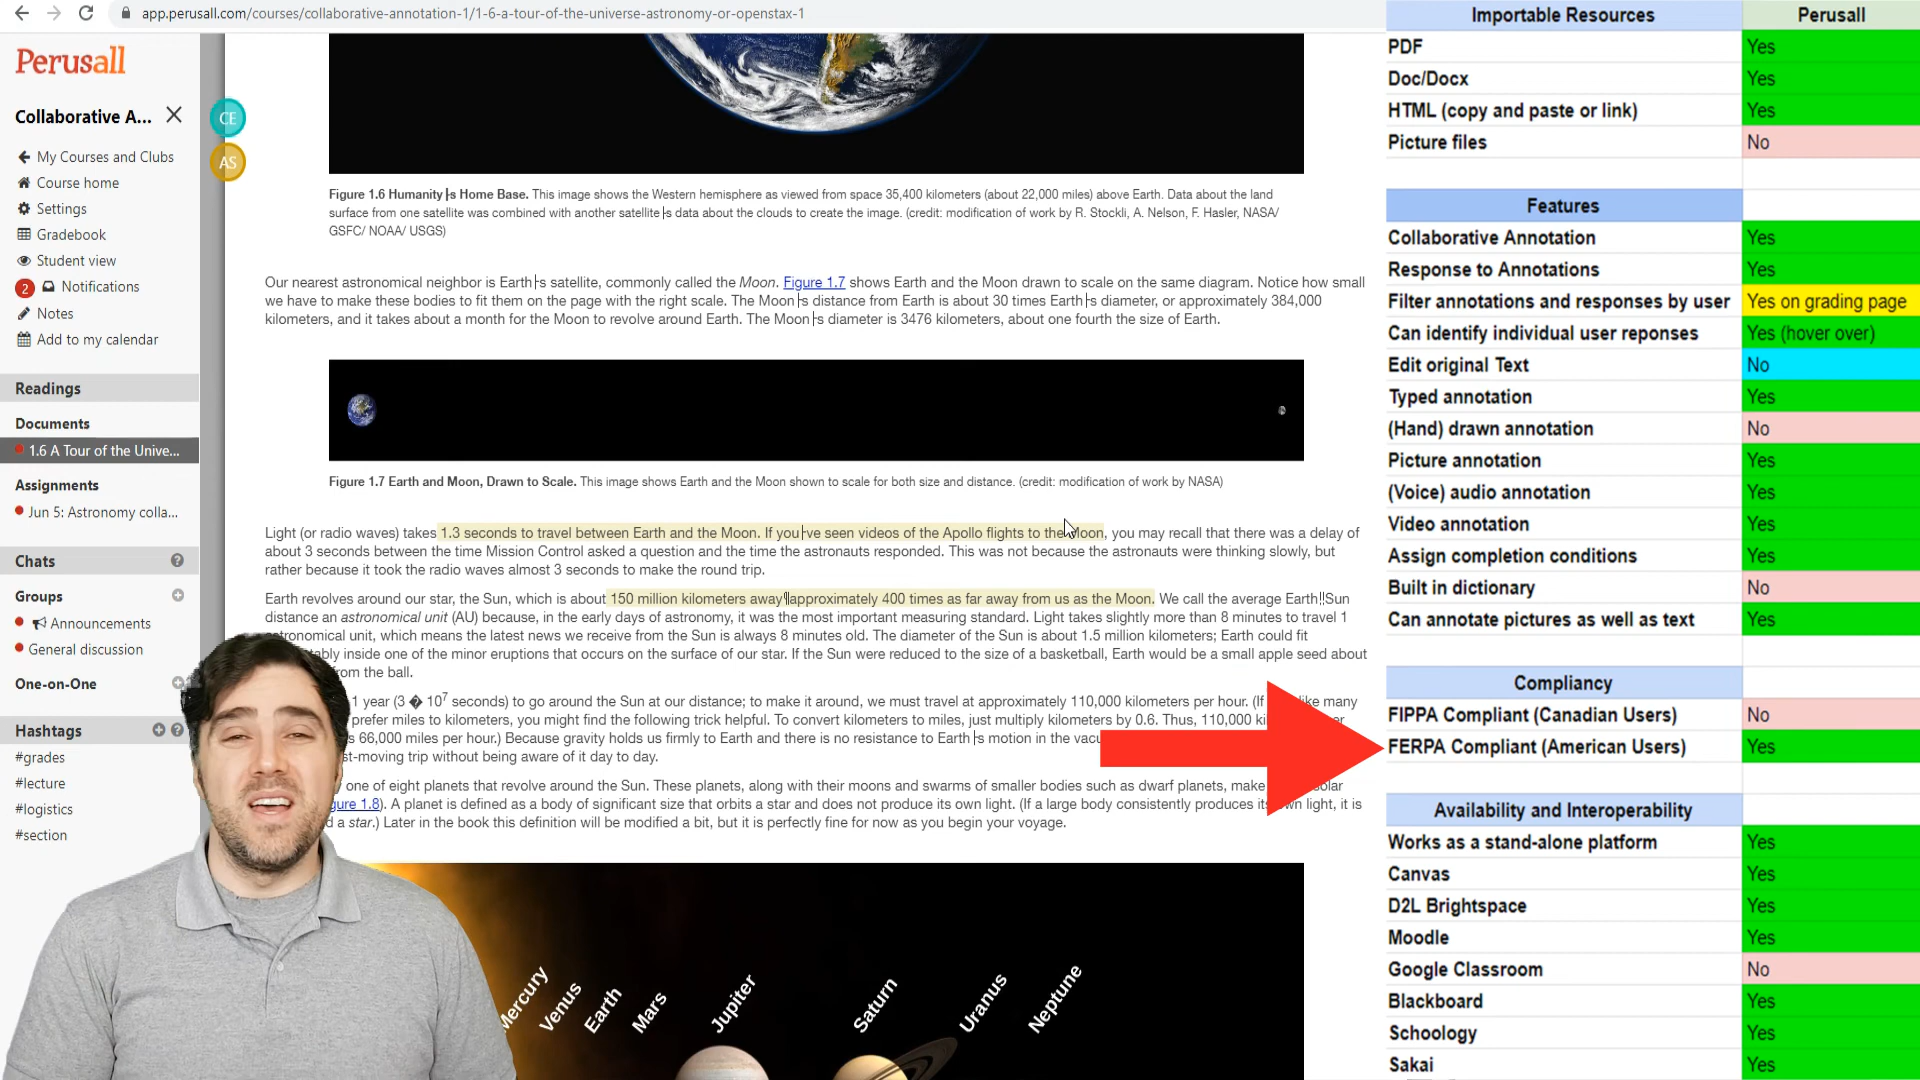 app.perusall.com/courses/collaborative-annotation-1/1-6-a-tour-of-the-universe-astronomy-or-openstax-1
Perusall
Collaborative A...
My Courses and Clubs
Course home
Settings
Gradebook
Student view
2 Notifications
Notes
Add to my calendar
Readings
Documents
1.6 A Tour of the Unive...
Assignments
Jun 5: Astronomy colla...
Chats
Groups
Announcements
General discussion
One-on-One
Hashtags
#grades
#lecture
#logistics
#section
CE
AS
Figure 1.6 Humanity|s Home Base. This image shows the Western hemisphere as viewed from space 35,400 kilometers (about 22,000 miles) above Earth. Data about the land
surface from one satellite was combined with another satellite|s data about the clouds to create the image. (credit: modification of work by R. Stockli, A. Nelson, F. Hasler, NASA/
GSFC/ NOAA/ USGS)
Our nearest astronomical neighbor is Earth|s satellite, commonly called the Moon. Figure 1.7 shows Earth and the Moon drawn to scale on the same diagram. Notice how small
we have to make these bodies to fit them on the page with the right scale. The Moon|s distance from Earth is about 30 times Earth|s diameter, or approximately 384,000
kilometers, and it takes about a month for the Moon to revolve around Earth. The Moon|s diameter is 3476 kilometers, about one fourth the size of Earth.
Figure 1.7 Earth and Moon, Drawn to Scale. This image shows Earth and the Moon shown to scale for both size and distance. (credit: modification of work by NASA)
Light (or radio waves) takes 1.3 seconds to travel between Earth and the Moon. If you|ve seen videos of the Apollo flights to the Moon, you may recall that there was a delay of
about 3 seconds between the time Mission Control asked a question and the time the astronauts responded. This was not because the astronauts were thinking slowly, but
rather because it took the radio waves almost 3 seconds to make the round trip.
Earth revolves around our star, the Sun, which is about 150 million kilometers away approximately 400 times as far away from us as the Moon. We call the average Earth Sun
distance an astronomical unit (AU) because, in the early days of astronomy, it was the most important measuring standard. Light takes slightly more than 8 minutes to travel 1
astronomical unit, which means the latest news we receive from the Sun is always 8 minutes old. The diameter of the Sun is about 1.5 million kilometers; Earth could fit
inside one of the minor eruptions that occurs on the surface of our star. If the Sun were reduced to the size of a basketball, Earth would be a small apple seed about
from the ball.
1 year (3 � 10⁷ seconds) to go around the Sun at our distance; to make it around, we must travel at approximately 110,000 kilometers per hour. (If like many
prefer miles to kilometers, you might find the following trick helpful. To convert kilometers to miles, just multiply kilometers by 0.6. Thus, 110,000
66,000 miles per hour.) Because gravity holds us firmly to Earth and there is no resistance to Earth|s motion in the
st-moving trip without being aware of it day to day.
one of eight planets that revolve around the Sun. These planets, along with their moons and swarms of smaller bodies such as dwarf planets, make
gure 1.8). A planet is defined as a body of significant size that orbits a star and does not produce its own light. (If a large body consistently produces its own light, it is
a star.) Later in the book this definition will be modified a bit, but it is perfectly fine for now as you begin your voyage.
Mercury
Venus
Earth
Mars
Jupiter
Saturn
Uranus
Neptune
Importable Resources Perusall
PDF Yes
Doc/Docx Yes
HTML (copy and paste or link) Yes
Picture files No
Features
Collaborative Annotation Yes
Response to Annotations Yes
Filter annotations and responses by user Yes on grading page
Can identify individual user reponses Yes (hover over)
Edit original Text No
Typed annotation Yes
(Hand) drawn annotation No
Picture annotation Yes
(Voice) audio annotation Yes
Video annotation Yes
Assign completion conditions Yes
Built in dictionary No
Can annotate pictures as well as text Yes
Compliancy
FIPPA Compliant (Canadian Users) No
FERPA Compliant (American Users) Yes
Availability and Interoperability
Works as a stand-alone platform Yes
Canvas Yes
D2L Brightspace Yes
Moodle Yes
Google Classroom No
Blackboard Yes
Schoology Yes
Sakai Yes